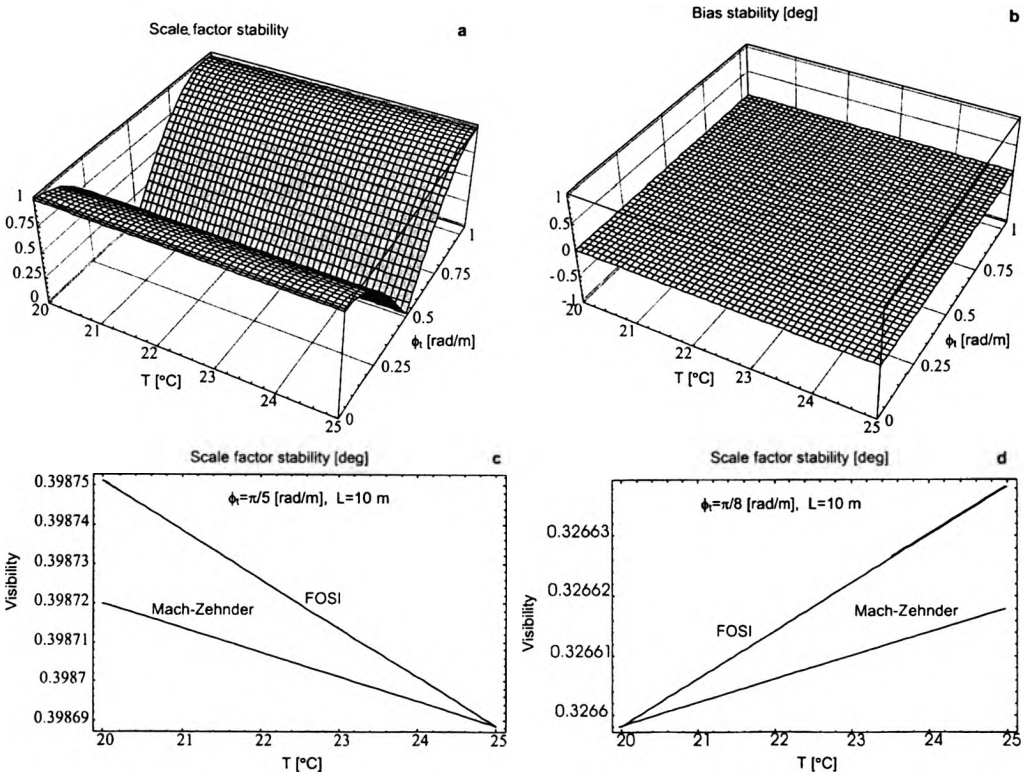 Scale factor stability
a
1
0.75
0.5
0.25
0
20
21
22
23
24
25
T [°C]
0
0.25
0.5
0.75
1
ϕt [rad/m]
Bias stability [deg]
b
1
0
-0.5
-1
20
21
22
23
24
25
T [°C]
0
0.25
0.5
0.75
1
ϕt [rad/m]
Scale factor stability [deg]
c
ϕt=π/5 [rad/m], L=10 m
0.39875
0.39874
0.39873
0.39872
0.39871
0.3987
0.39869
Visibility
Mach-Zehnder
FOSI
20
21
22
23
24
25
T [°C]
Scale factor stability [deg]
d
ϕt=π/8 [rad/m], L=10 m
0.32663
0.32662
0.32661
0.3266
Visibility
FOSI
Mach-Zehnder
20
21
22
23
24
25
T [°C]